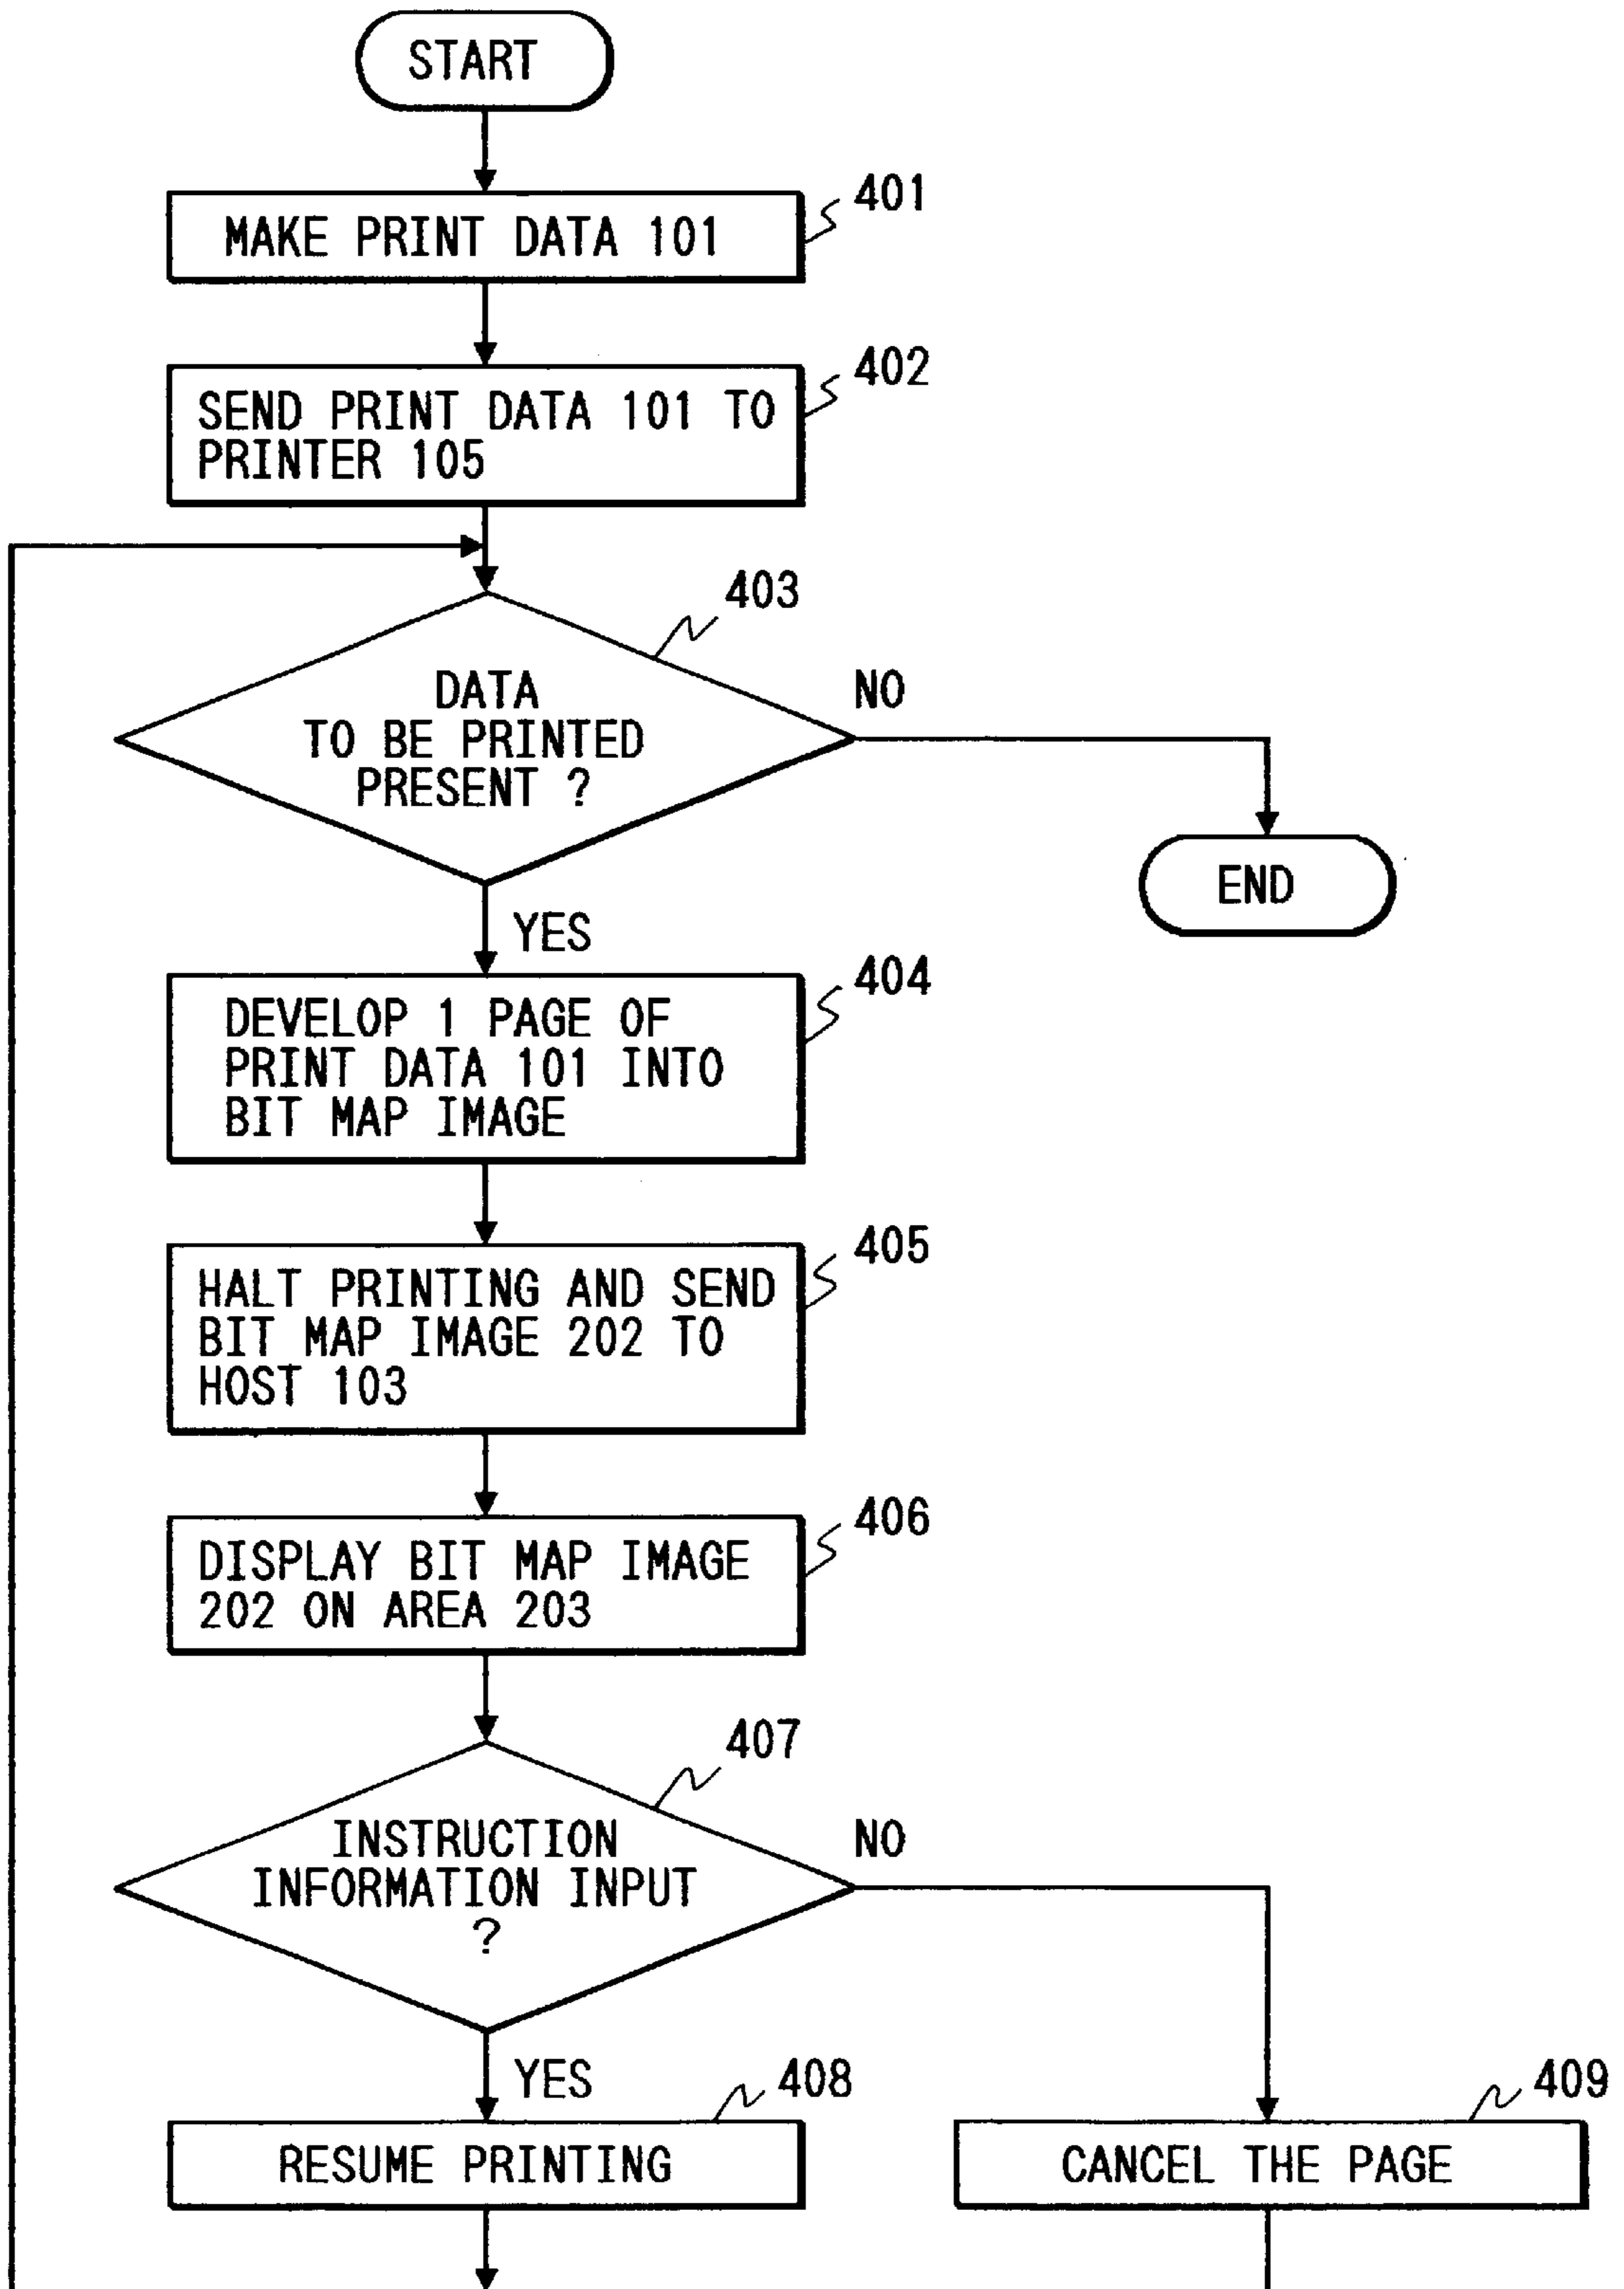 START
MAKE PRINT DATA 101
401
SEND PRINT DATA 101 TO
PRINTER 105
402
403
DATA
TO BE PRINTED
PRESENT ?
NO
END
YES
DEVELOP 1 PAGE OF
PRINT DATA 101 INTO
BIT MAP IMAGE
404
HALT PRINTING AND SEND
BIT MAP IMAGE 202 TO
HOST 103
405
DISPLAY BIT MAP IMAGE
202 ON AREA 203
406
407
INSTRUCTION
INFORMATION INPUT
?
NO
YES
408
RESUME PRINTING
409
CANCEL THE PAGE